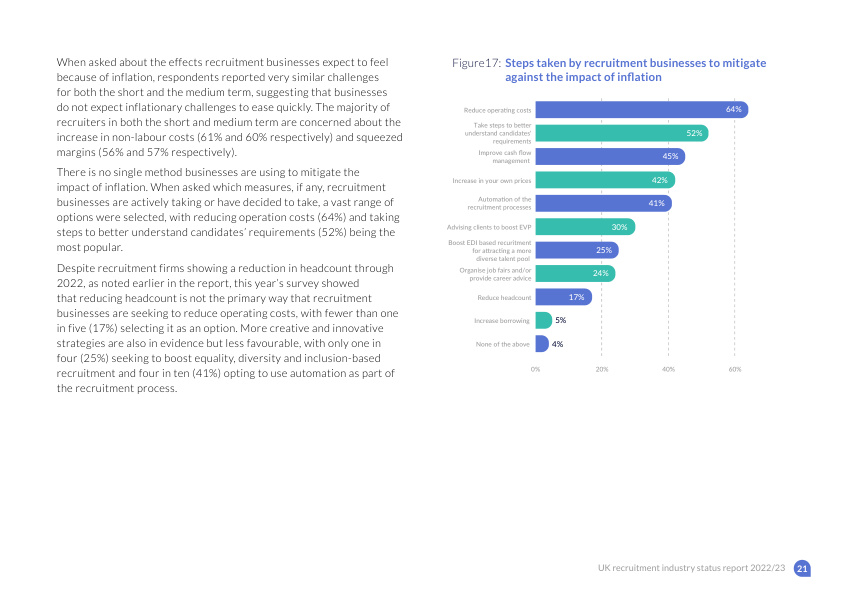 When asked about the effects recruitment businesses expect to feel
because of inflation, respondents reported very similar challenges
for both the short and the medium term, suggesting that businesses
do not expect inflationary challenges to ease quickly. The majority of
recruiters in both the short and medium term are concerned about the
increase in non-labour costs (61% and 60% respectively) and squeezed
margins (56% and 57% respectively).
There is no single method businesses are using to mitigate the
impact of inflation. When asked which measures, if any, recruitment
businesses are actively taking or have decided to take, a vast range of
options were selected, with reducing operation costs (64%) and taking
steps to better understand candidates' requirements (52%) being the
most popular.
Despite recruitment firms showing a reduction in headcount through
2022, as noted earlier in the report, this year's survey showed
that reducing headcount is not the primary way that recruitment
businesses are seeking to reduce operating costs, with fewer than one
in five (17%) selecting it as an option. More creative and innovative
strategies are also in evidence but less favourable, with only one in
four (25%) seeking to boost equality, diversity and inclusion-based
recruitment and four in ten (41%) opting to use automation as part of
the recruitment process.
Figure17: Steps taken by recruitment businesses to mitigate
against the impact of inflation
Reduce operating costs 64%
Take steps to better
understand candidates'
requirements
52%
Improve cash flow
management
45%
Increase in your own prices 42%
Automation of the
recruitment processes
41%
Advising clients to boost EVP 30%
Boost EDI based recuritment
for attracting a more
diverse talent pool
25%
Organise job fairs and/or
provide career advice
24%
Reduce headcount 17%
Increase borrowing 5%
None of the above 4%
0% 20% 40% 60%
UK recruitment industry status report 2022/23 21